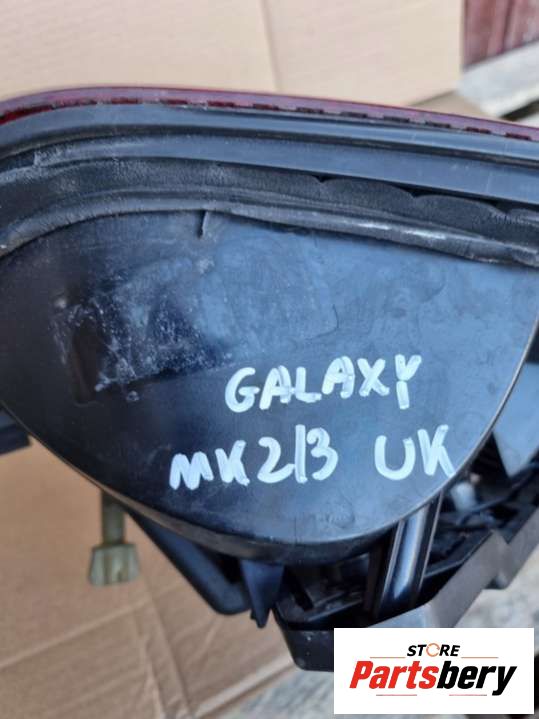 GALAXY
MK2/3 UK
STORE
Partsbery